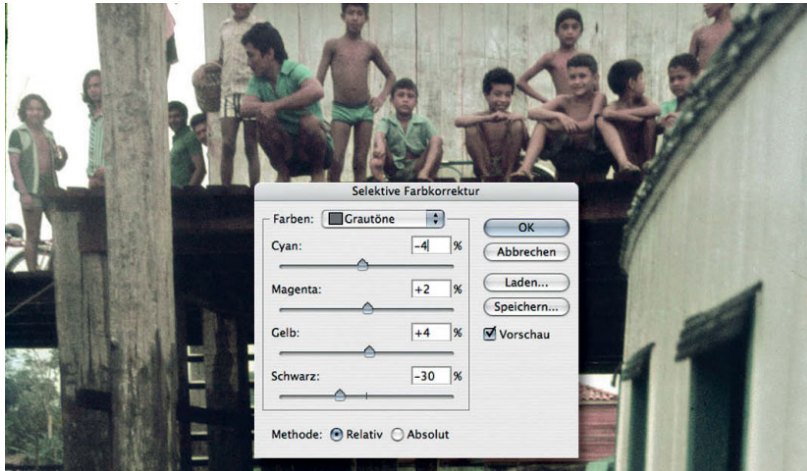 Selektive Farbkorrektur
Farben: Grautöne
Cyan: -4 %
Magenta: +2 %
Gelb: +4 %
Schwarz: -30 %
Methode: Relativ Absolut
OK
Abbrechen
Laden...
Speichern...
Vorschau